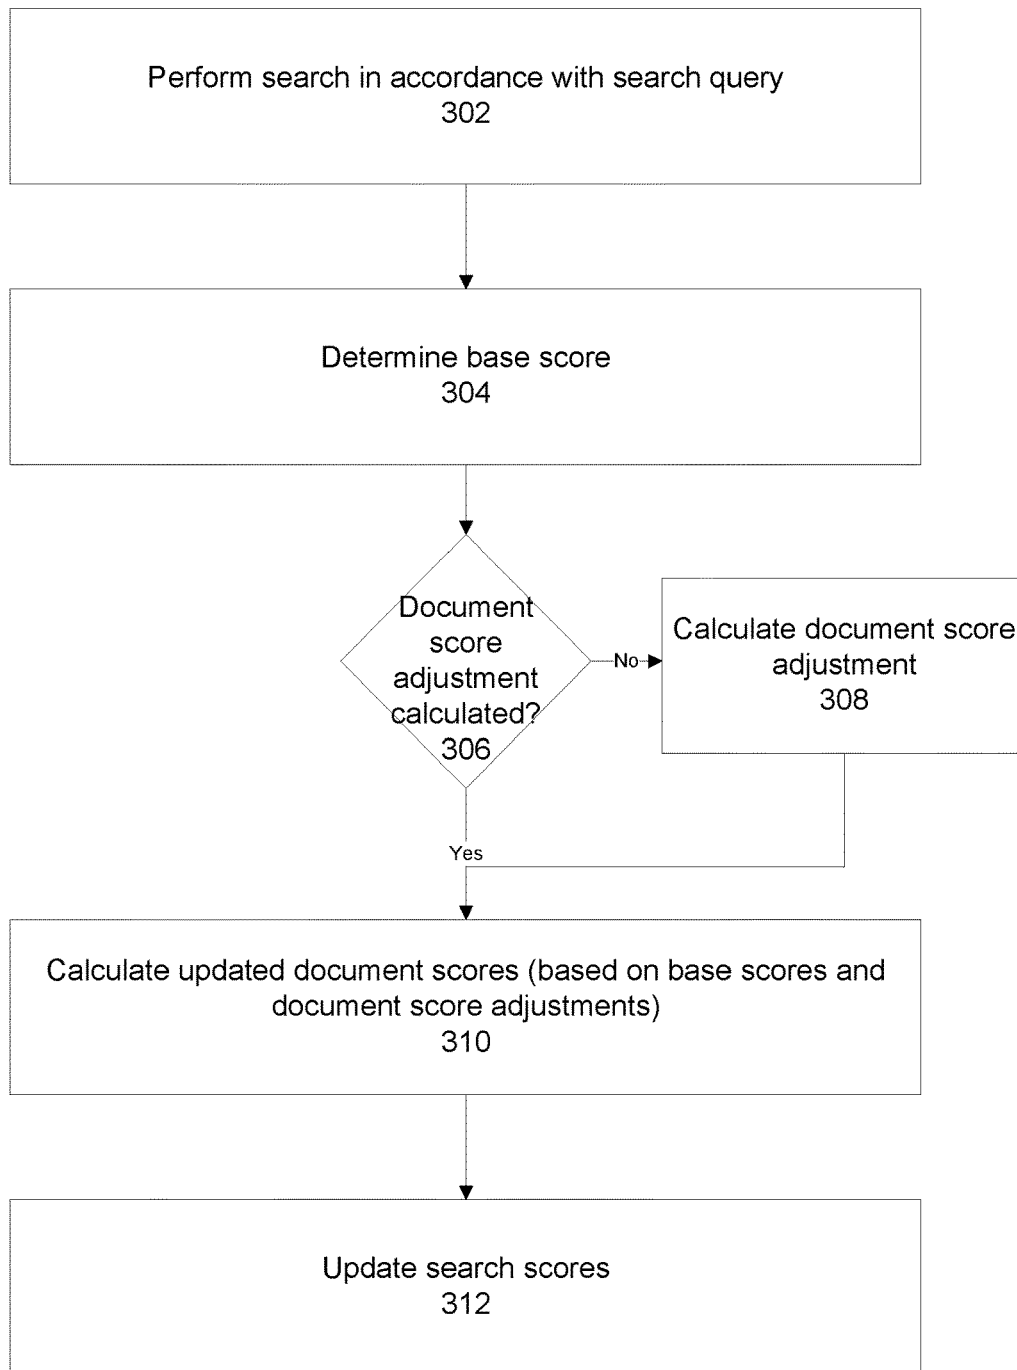 Perform search in accordance with search query
302
Determine base score
304
Document
score
adjustment
calculated?
306
No
Calculate document score
adjustment
308
Yes
Calculate updated document scores (based on base scores and
document score adjustments)
310
Update search scores
312